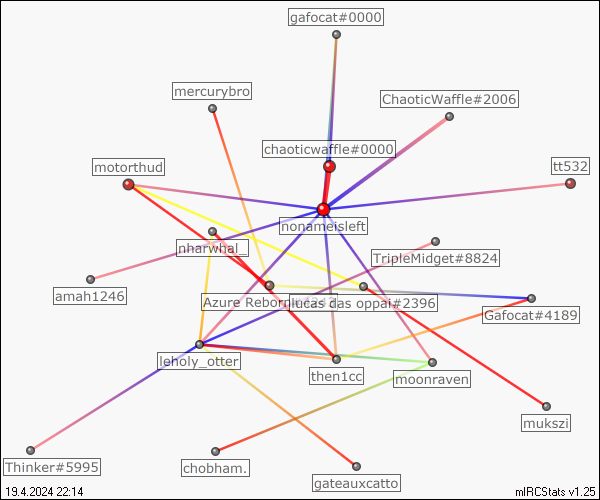 gafocat#0000
mercurybro
ChaoticWaffle#2006
chaoticwaffle#0000
motorthud
tt532
nonameisleft
nharwhal_
TripleMidget#8824
amah1246
Azure Rebord
lucas das oppai#2396
Gafocat#4189
leholy_otter
then1cc
moonraven
mukszi
Thinker#5995
chobham.
gateauxcatto
19.4.2024 22:14
mIRCStats v1.25